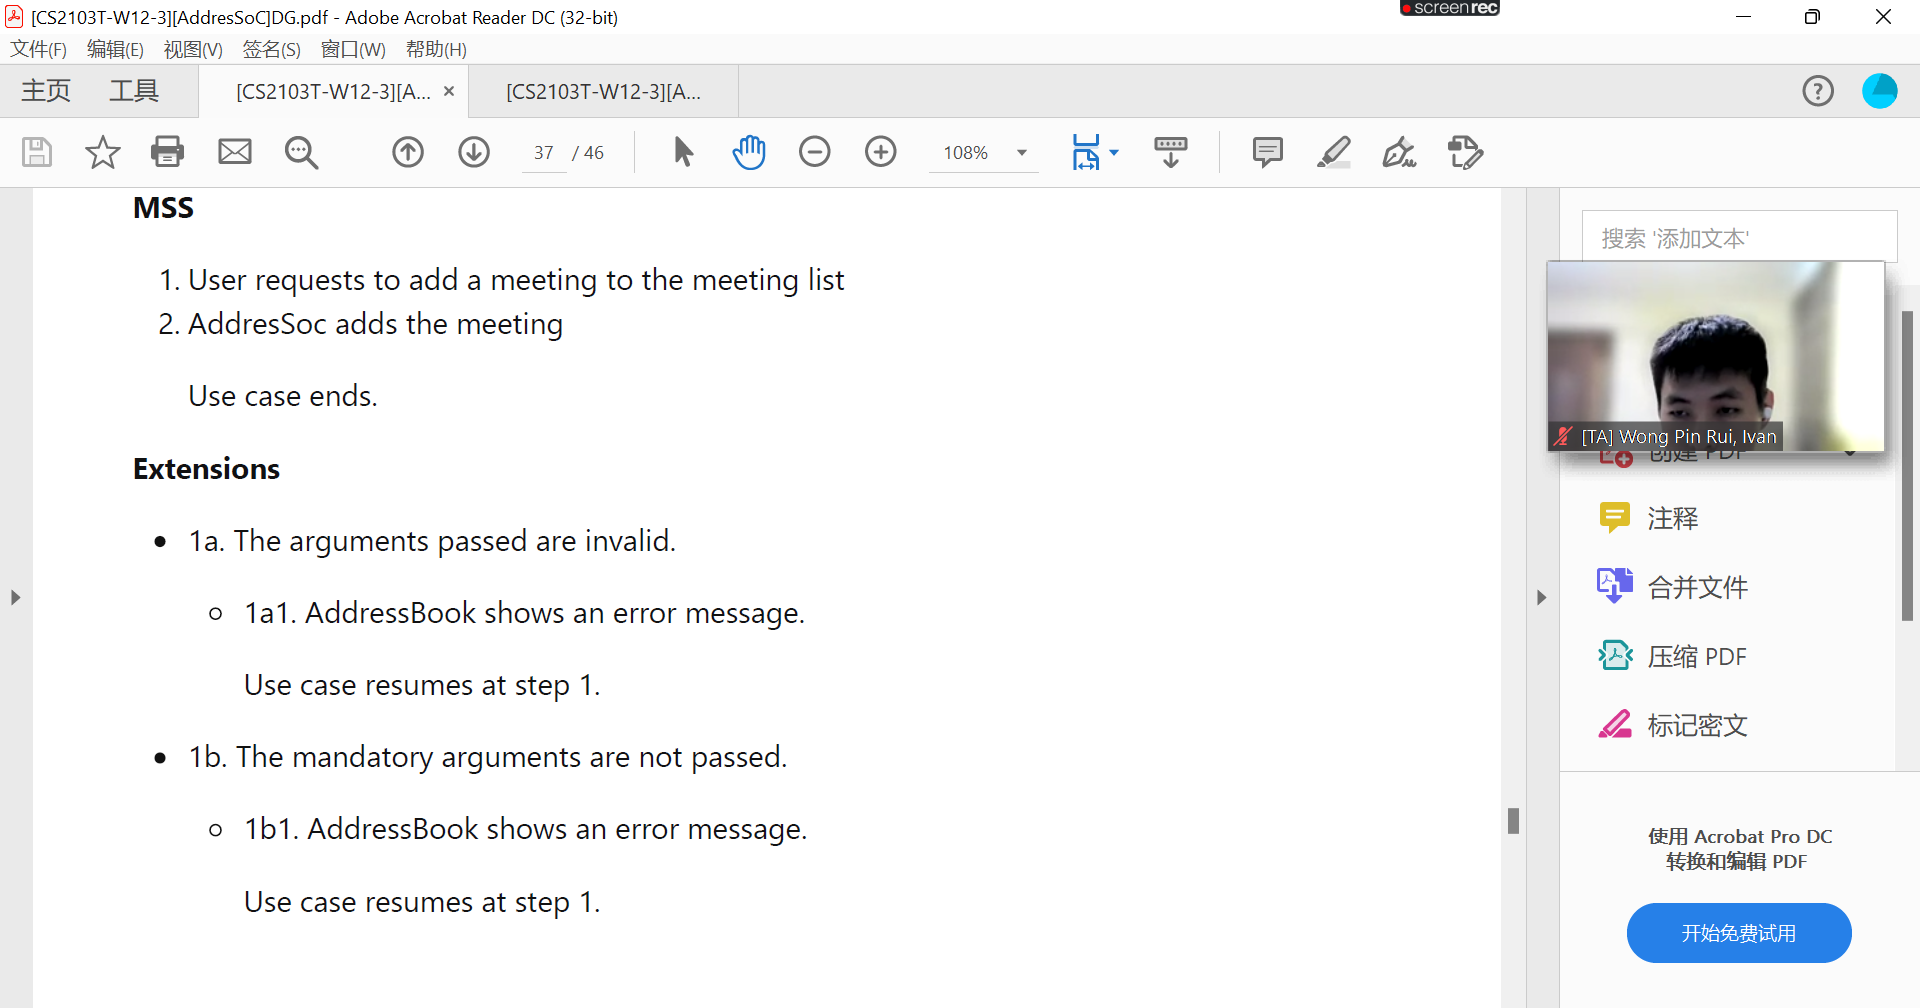 [CS2103T-W12-3][AddresSoC]DG.pdf - Adobe Acrobat Reader DC (32-bit)
screenrec
文件(F) 编辑(E) 视图(V) 签名(S) 窗口(W) 帮助(H)
主页 工具 [CS2103T-W12-3][A... × [CS2103T-W12-3][A...
37 / 46 108%
MSS
1. User requests to add a meeting to the meeting list
2. AddresSoc adds the meeting
Use case ends.
Extensions
• 1a. The arguments passed are invalid.
1a1. AddressBook shows an error message.
Use case resumes at step 1.
• 1b. The mandatory arguments are not passed.
1b1. AddressBook shows an error message.
Use case resumes at step 1.
搜索 '添加文本'
[TA] Wong Pin Rui, Ivan
创建 PDF
注释
合并文件
压缩 PDF
标记密文
使用 Acrobat Pro DC
转换和编辑 PDF
开始免费试用